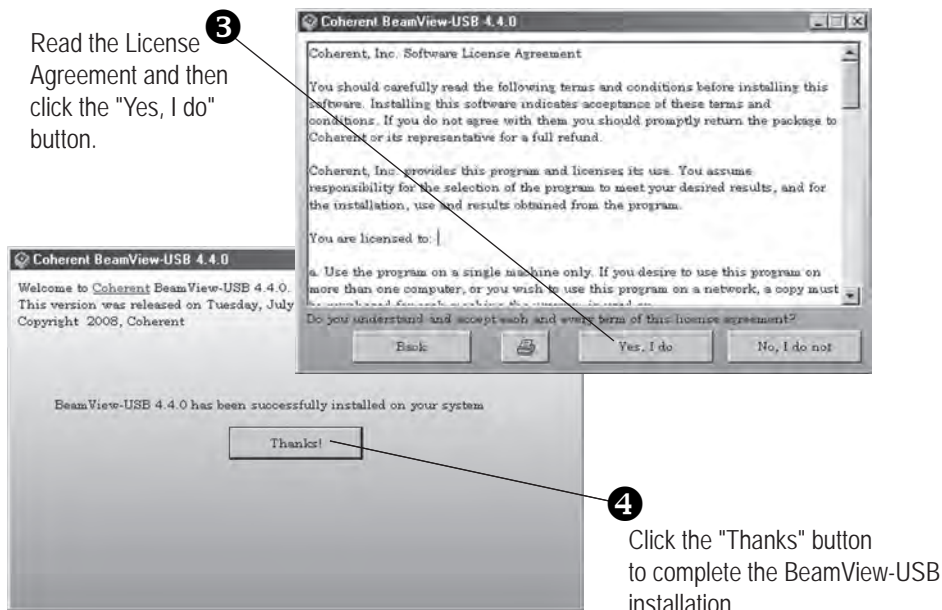 ❸
Read the License
Agreement and then
click the "Yes, I do"
button.
Coherent BeamView-USB 4.4.0
Coherent, Inc. Software License Agreement
You should carefully read the following terms and conditions before installing this
software. Installing this software indicates acceptance of these terms and
conditions. If you do not agree with them you should promptly return the package to
Coherent or its representative for a full refund.
Coherent, Inc. provides this program and licenses its use. You assume
responsibility for the selection of the program to meet your desired results, and for
the installation, use and results obtained from the program.
You are licensed to:
a. Use the program on a single machine only. If you desire to use this program on
more than one computer, or you wish to use this program on a network, a copy must
Do you understand and accept each and every term of this license agreement?
Back
Yes, I do
No, I do not
Coherent BeamView-USB 4.4.0
Welcome to Coherent BeamView-USB 4.4.0.
This version was released on Tuesday, July
Copyright 2008, Coherent
BeamView-USB 4.4.0 has been successfully installed on your system
Thanks!
❹
Click the "Thanks" button
to complete the BeamView-USB
installation